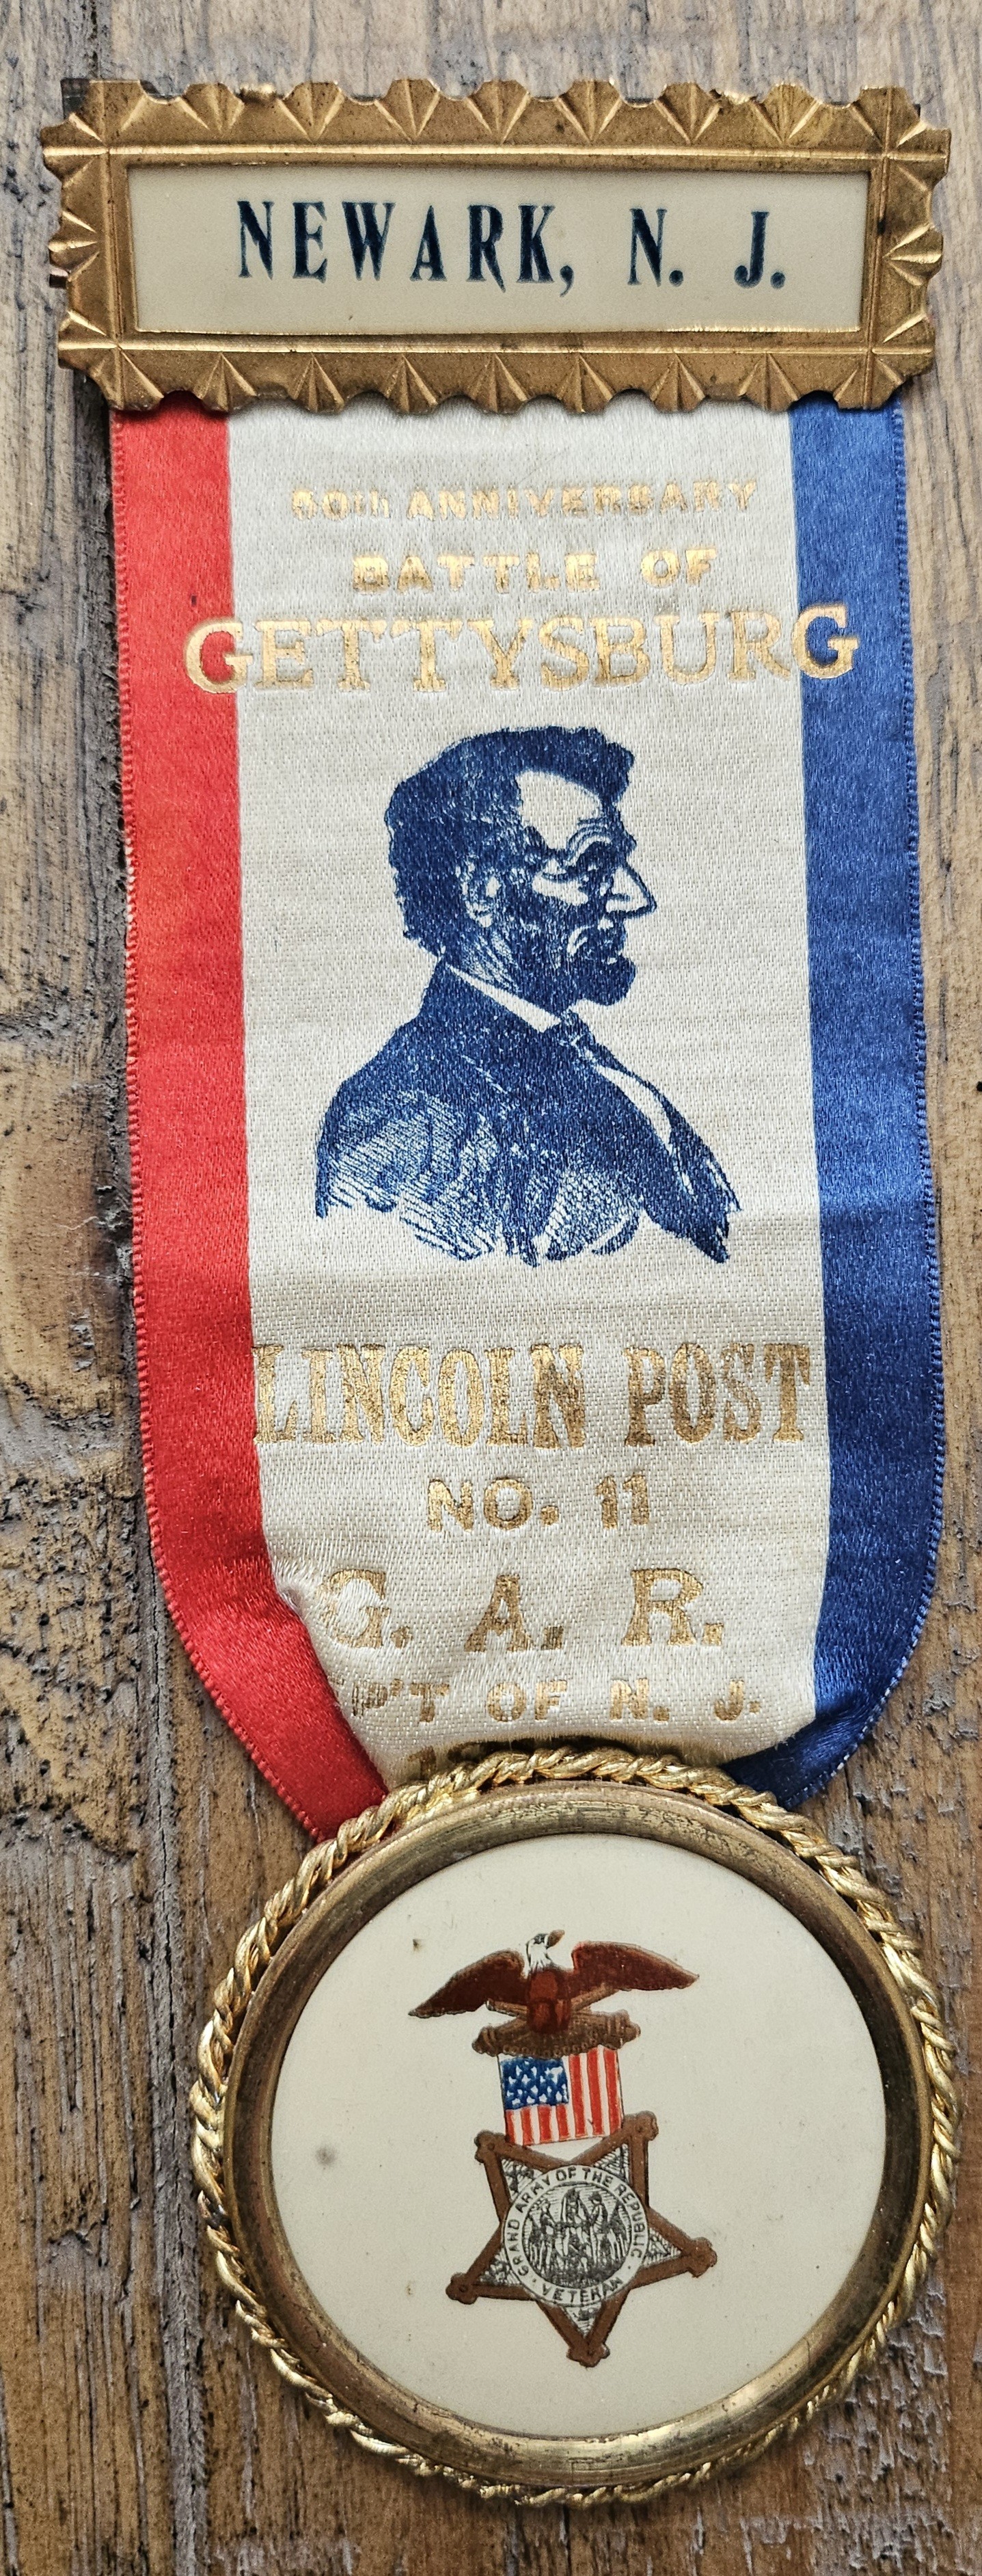 NEWARK, N. J.
50th ANNIVERSARY
BATTLE OF
GETTYSBURG
LINCOLN POST
NO. 11
G. A. R.
P'T OF N. J.
GRAND ARMY OF THE REPUBLIC
VETERAN